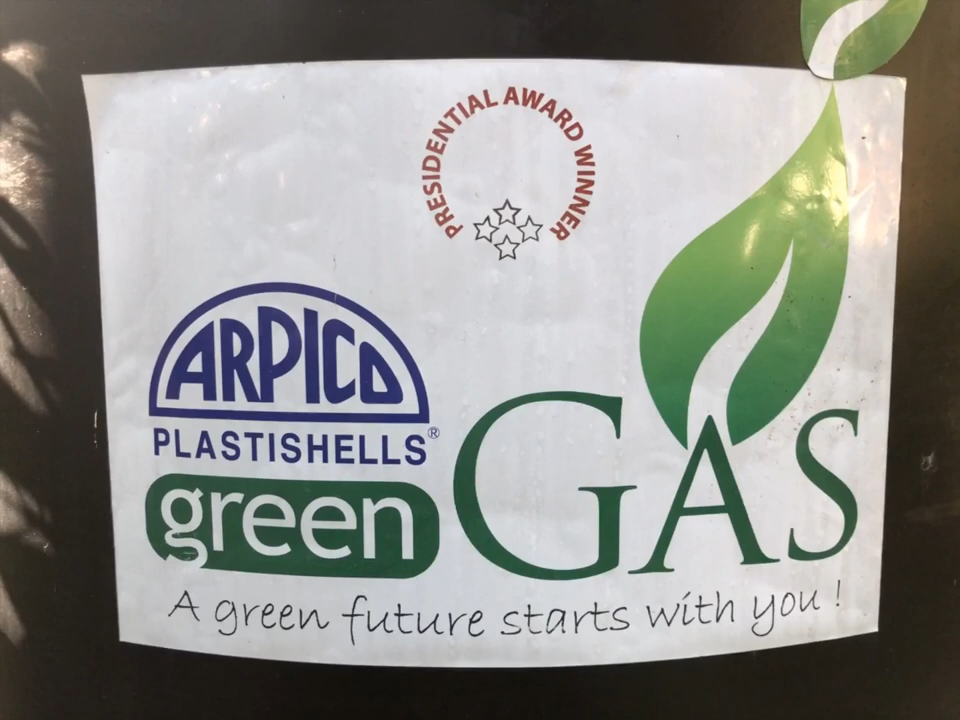 PRESIDENTIAL AWARD WINNER
ARPICO
PLASTISHELLS®
green GAS
A green future starts with you !